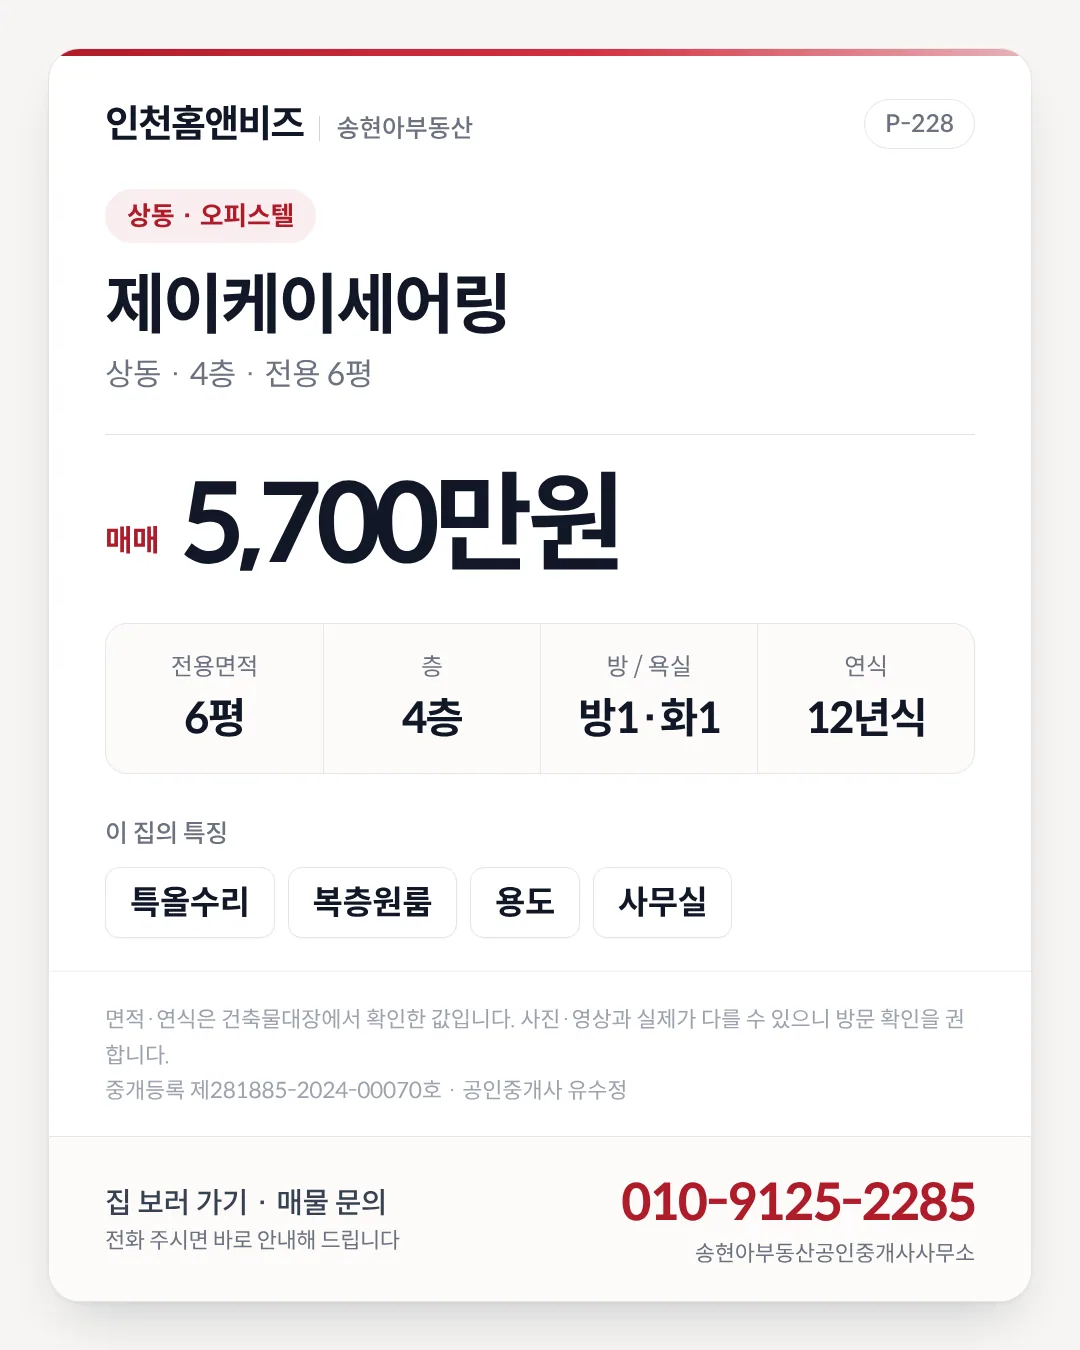 인천홈앤비즈 | 송현아부동산
P-228
상동 · 오피스텔
제이케이세어링
상동 · 4층 · 전용 6평
매매 5,700만원
전용면적 층 방 / 욕실 연식
6평 4층 방1·화1 12년식
이 집의 특징
특올수리 복층원룸 용도 사무실
면적·연식은 건축물대장에서 확인한 값입니다. 사진·영상과 실제가 다를 수 있으니 방문 확인을 권
합니다.
중개등록 제281885-2024-00070호 · 공인중개사 유수정
집 보러 가기 · 매물 문의
전화 주시면 바로 안내해 드립니다
010-9125-2285
송현아부동산공인중개사사무소